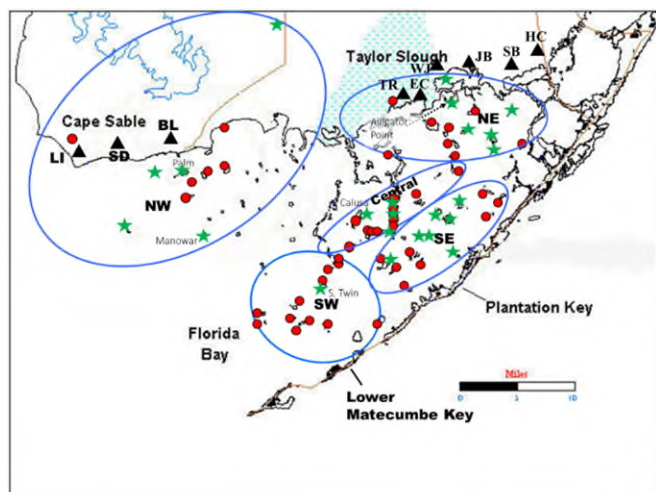 HC
Taylor Slough
JB
SB
WJ
TR
EC
Cape Sable
BL
Alligator
Point
NE
LI
SD
Palm
Central
Calusa
NW
Manowar
SE
S. Twin
SW
Plantation Key
Florida
Bay
Miles
0
5
10
Lower
Matecumbe Key